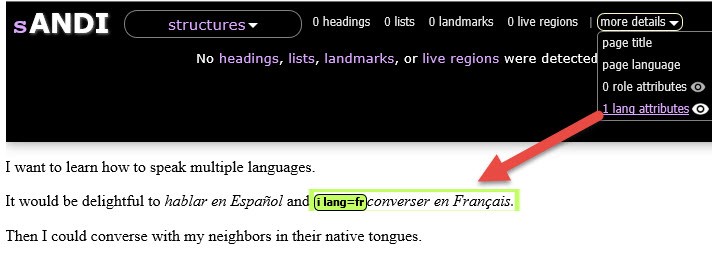 sANDI structures 0 headings 0 lists 0 landmarks 0 live regions | more details
No headings, lists, landmarks, or live regions were detected
page title
page language
0 role attributes
1 lang attributes
I want to learn how to speak multiple languages.
It would be delightful to hablar en Español and i lang=fr converser en Français.
Then I could converse with my neighbors in their native tongues.